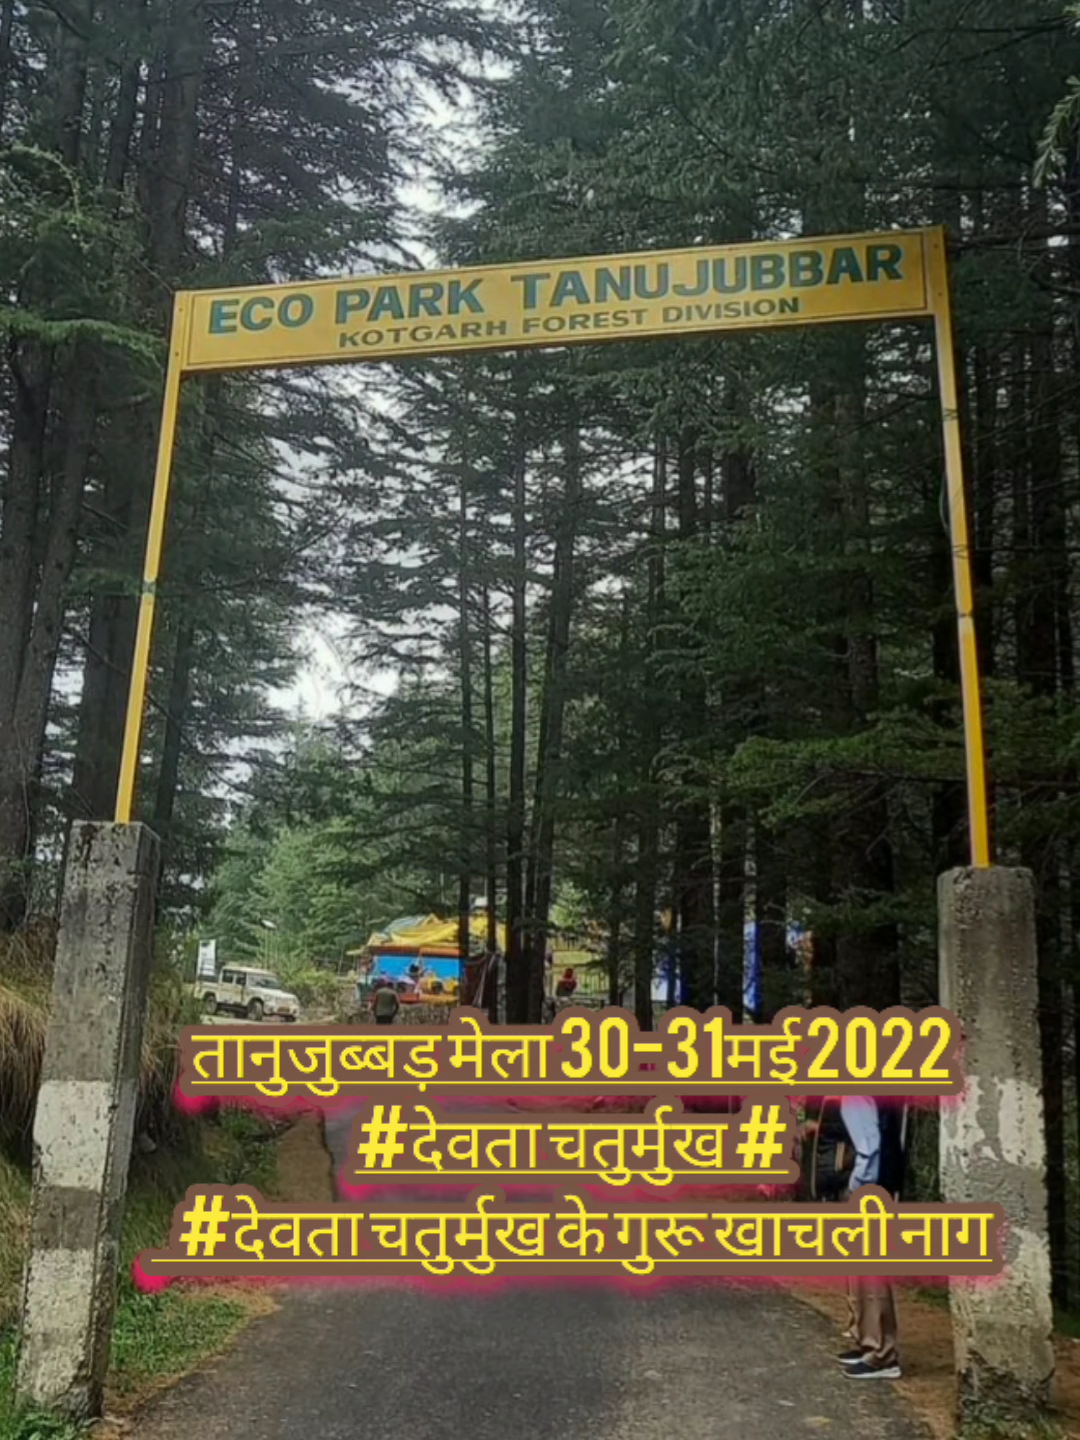 ECO PARK TANUJUBBAR
KOTGARH FOREST DIVISION
तानुजुब्बड़ मेला 30-31मई 2022
#देवता चतुर्मुख #
#देवता चतुर्मुख के गुरू खाचली नाग